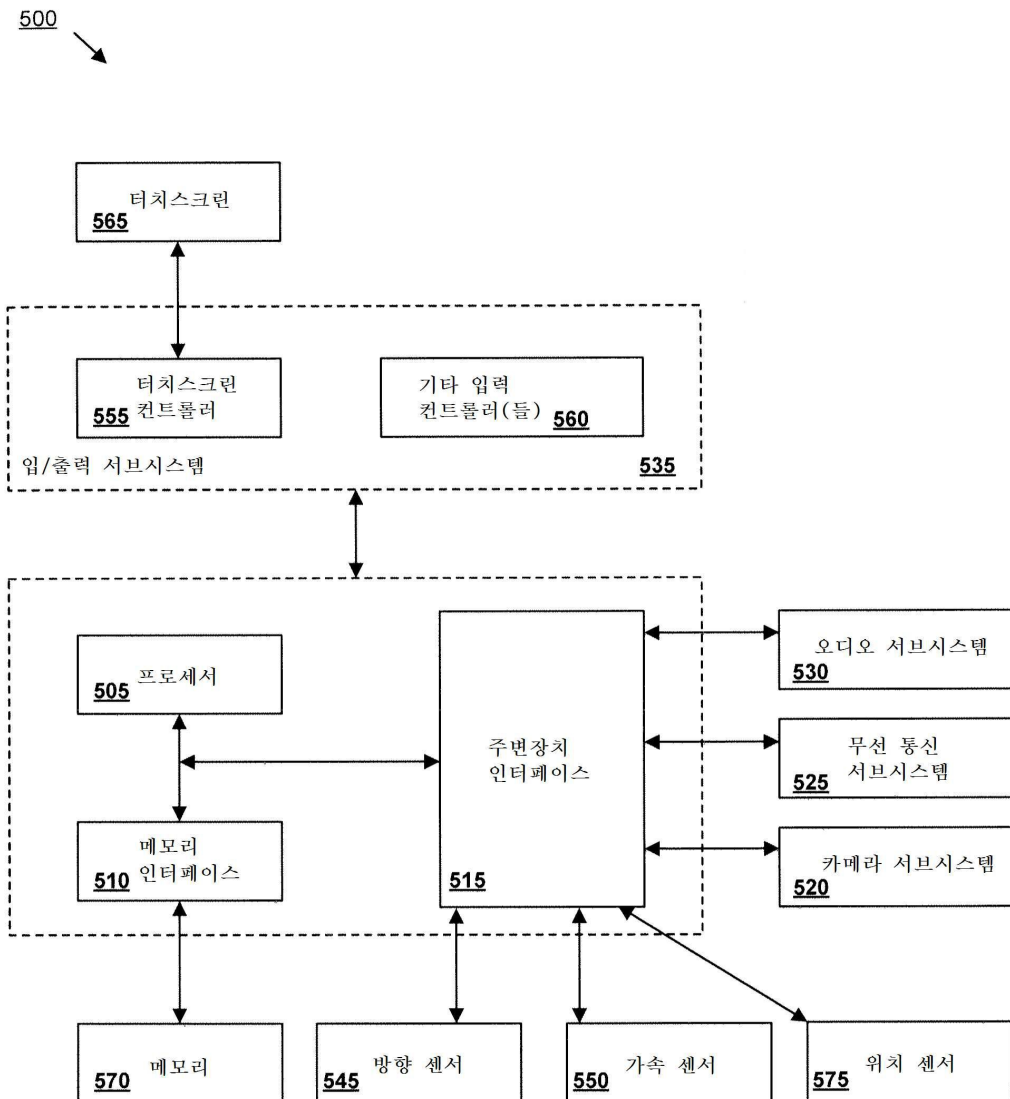 500
터치스크린
565
터치스크린
555 컨트롤러
기타 입력
컨트롤러(들) 560
입/출력 서브시스템
535
프로세서
505
주변장치
인터페이스
515
메모리
510 인터페이스
오디오 서브시스템
530
무선 통신
서브시스템
525
카메라 서브시스템
520
메모리
570
방향 센서
545
가속 센서
550
위치 센서
575